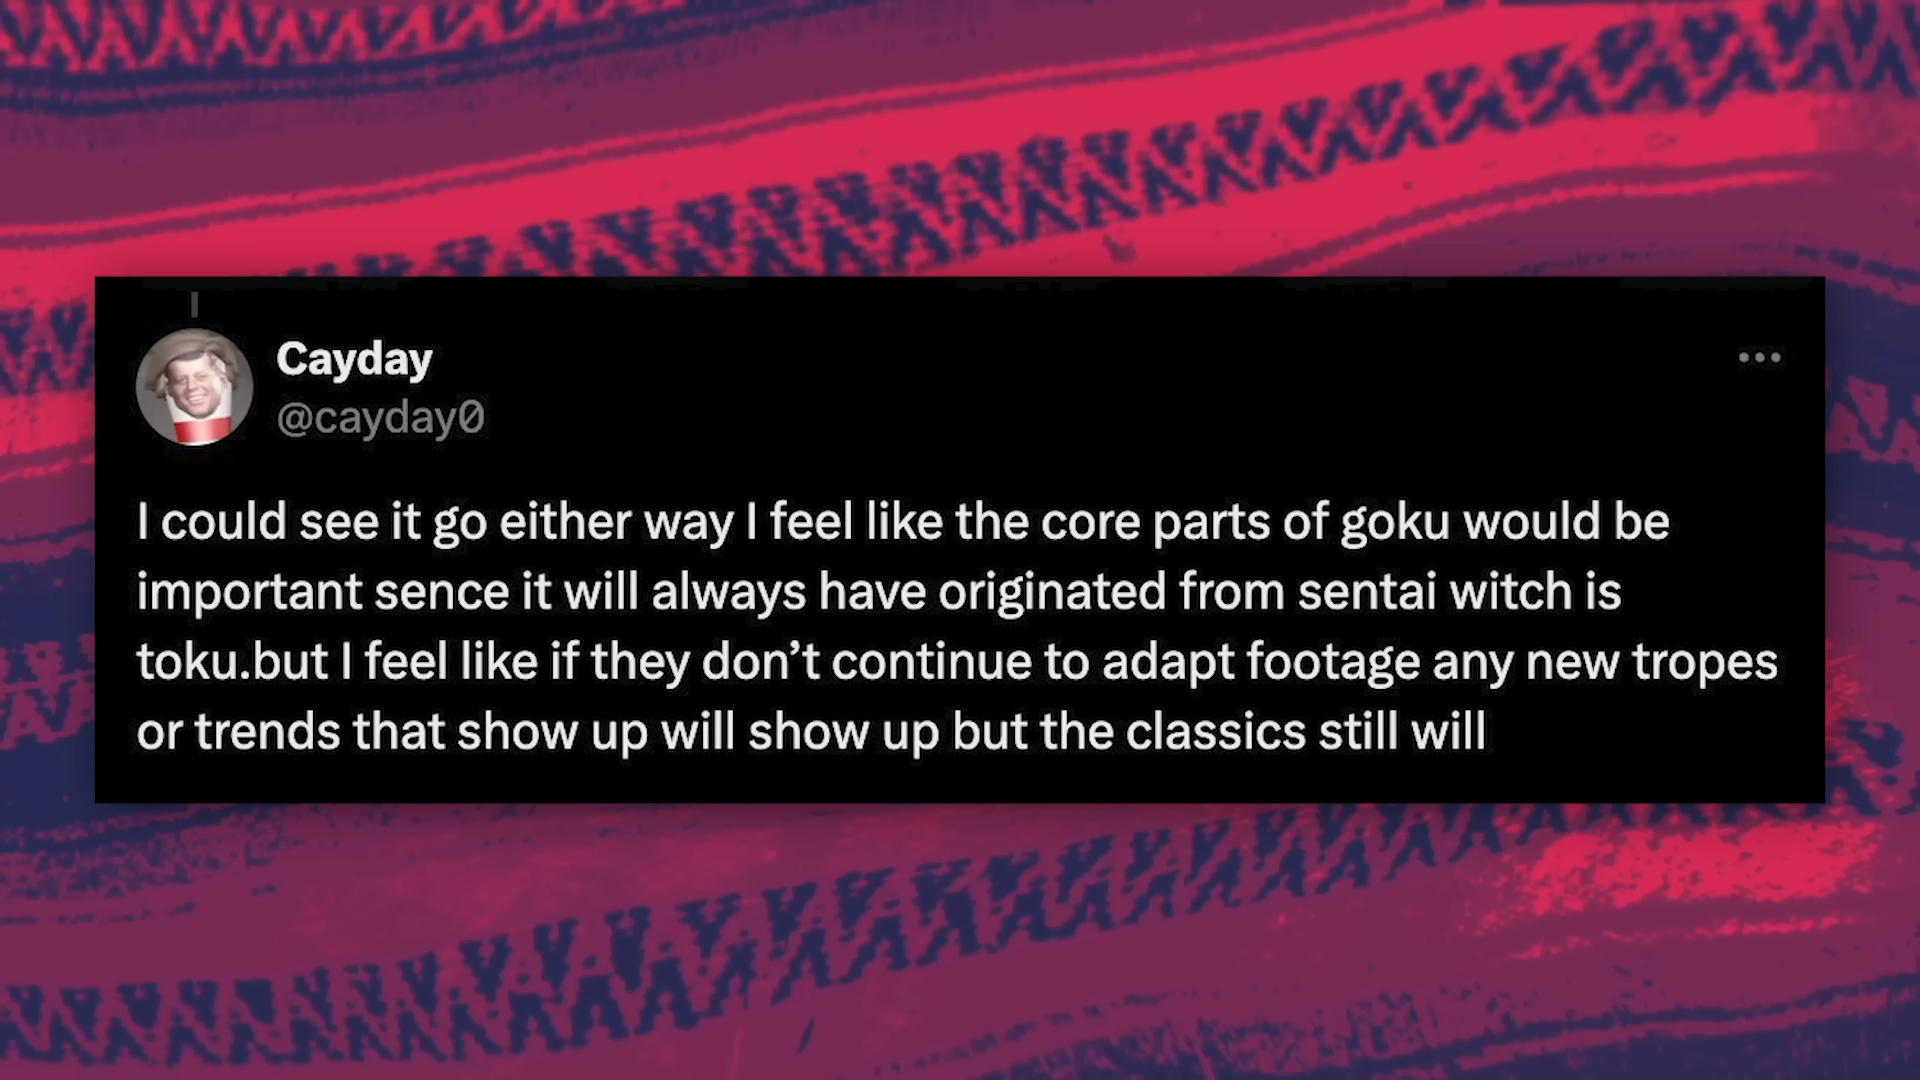 Cayday
@cayday0
I could see it go either way I feel like the core parts of goku would be
important sence it will always have originated from sentai witch is
toku.but I feel like if they don’t continue to adapt footage any new tropes
or trends that show up will show up but the classics still will